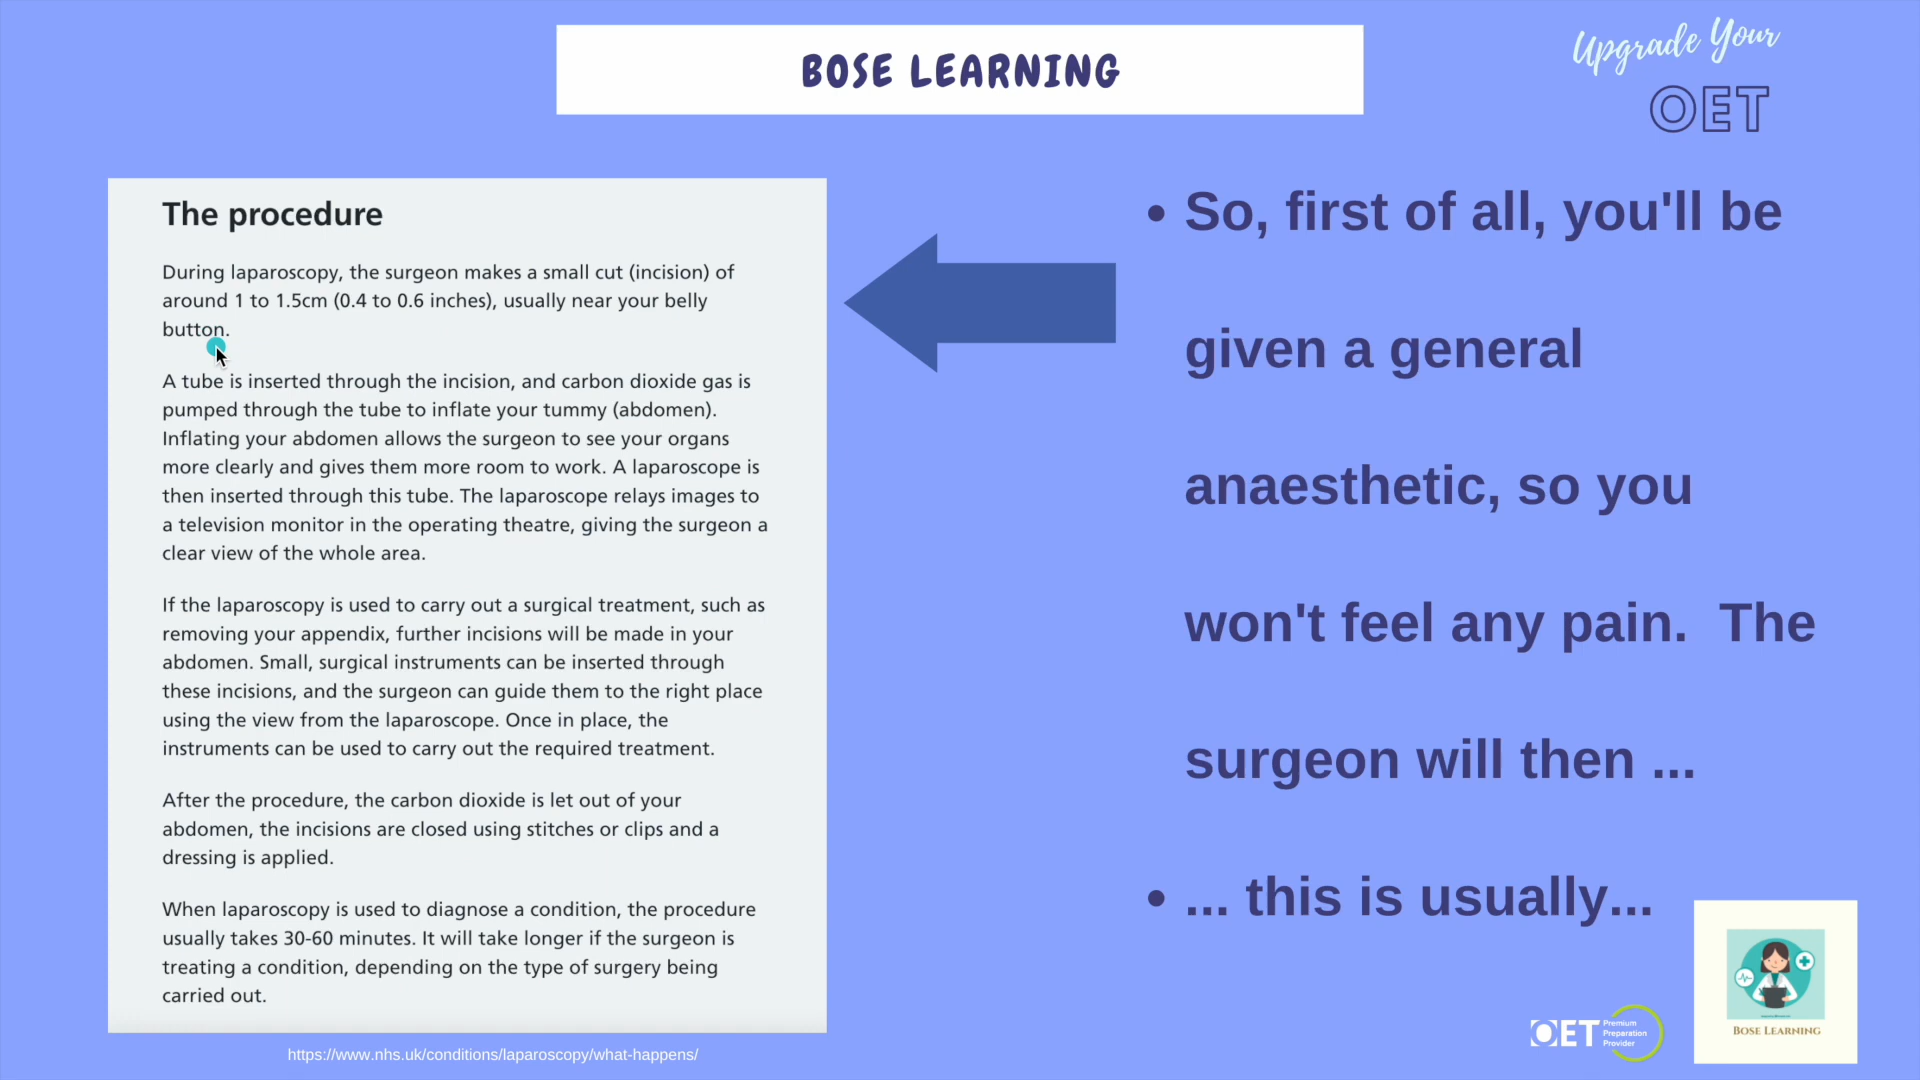 BOSE LEARNING
Upgrade Your
OET
The procedure
During laparoscopy, the surgeon makes a small cut (incision) of
around 1 to 1.5cm (0.4 to 0.6 inches), usually near your belly
button.
A tube is inserted through the incision, and carbon dioxide gas is
pumped through the tube to inflate your tummy (abdomen).
Inflating your abdomen allows the surgeon to see your organs
more clearly and gives them more room to work. A laparoscope is
then inserted through this tube. The laparoscope relays images to
a television monitor in the operating theatre, giving the surgeon a
clear view of the whole area.
If the laparoscopy is used to carry out a surgical treatment, such as
removing your appendix, further incisions will be made in your
abdomen. Small, surgical instruments can be inserted through
these incisions, and the surgeon can guide them to the right place
using the view from the laparoscope. Once in place, the
instruments can be used to carry out the required treatment.
After the procedure, the carbon dioxide is let out of your
abdomen, the incisions are closed using stitches or clips and a
dressing is applied.
When laparoscopy is used to diagnose a condition, the procedure
usually takes 30-60 minutes. It will take longer if the surgeon is
treating a condition, depending on the type of surgery being
carried out.
https://www.nhs.uk/conditions/laparoscopy/what-happens/
• So, first of all, you'll be
given a general
anaesthetic, so you
won't feel any pain.  The
surgeon will then ...
• ... this is usually...
OET
Premium
Preparation
Provider
BOSE LEARNING